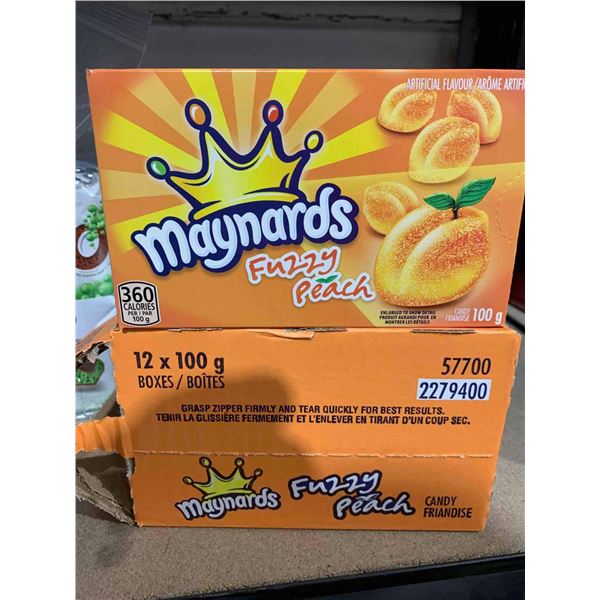 ARTIFICIAL FLAVOUR/ARÔME ARTIFI
maynards
Fuzzy
Peach
360
CALORIES
PER / PAR
100 g
ENLARGED TO SHOW DETAIL
PRODUIT AGRANDI POUR EN
MONTRER LES DÉTAILS
CANDY
FRIANDISE
100 g
12 x 100 g
BOXES / BOÎTES
57700
2279400
GRASP ZIPPER FIRMLY AND TEAR QUICKLY FOR BEST RESULTS.
TENIR LA GLISSIÈRE FERMEMENT ET L'ENLEVER EN TIRANT D'UN COUP SEC.
maynards
Fuzzy
Peach
CANDY
FRIANDISE